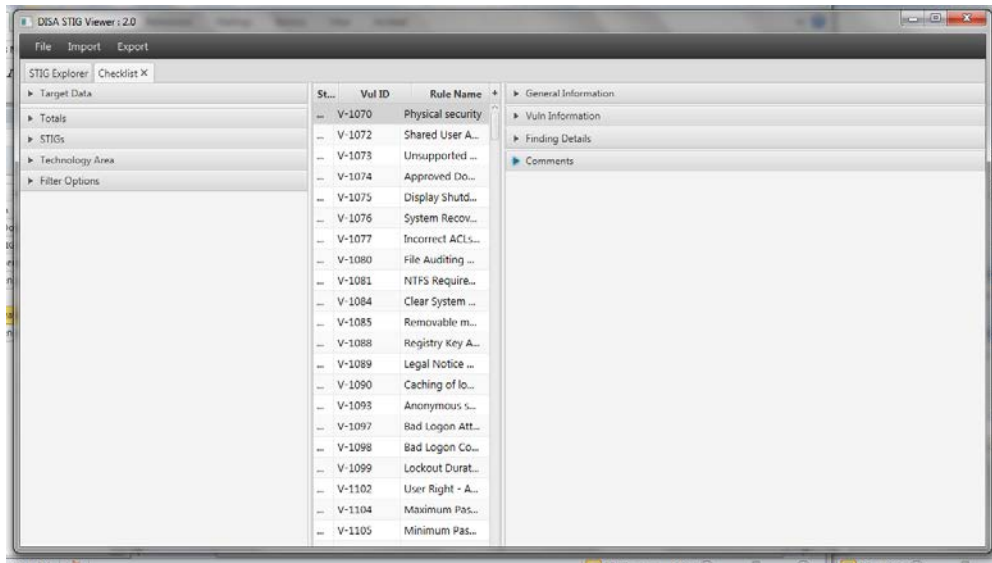 DISA STIG Viewer : 2.0
File Import Export
STIG Explorer Checklist X
Target Data
Totals
STIGs
Technology Area
Filter Options
St... Vul ID Rule Name +
... V-1070 Physical security
... V-1072 Shared User A...
... V-1073 Unsupported ...
... V-1074 Approved Do...
... V-1075 Display Shutd...
... V-1076 System Recov...
... V-1077 Incorrect ACLs...
... V-1080 File Auditing ...
... V-1081 NTFS Require...
... V-1084 Clear System ...
... V-1085 Removable m...
... V-1088 Registry Key A...
... V-1089 Legal Notice ...
... V-1090 Caching of lo...
... V-1093 Anonymous s...
... V-1097 Bad Logon Att...
... V-1098 Bad Logon Co...
... V-1099 Lockout Durat...
... V-1102 User Right - A...
... V-1104 Maximum Pas...
... V-1105 Minimum Pas...
General Information
Vuln Information
Finding Details
Comments